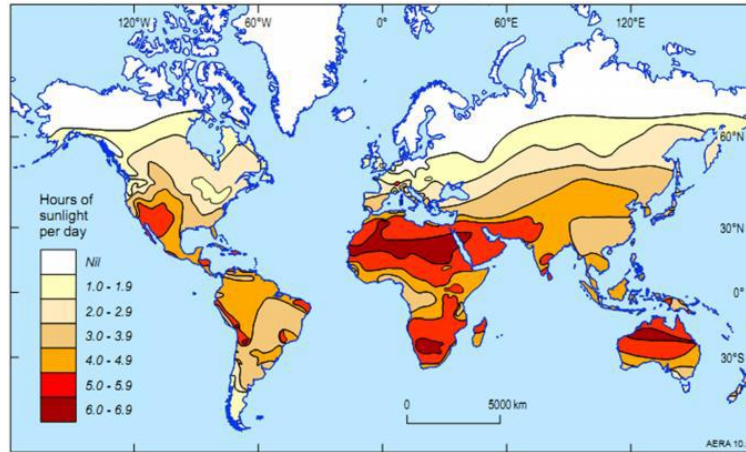 120°W 60°W 0° 60°E 120°E
60°N
30°N
0°
30°S
Hours of
sunlight
per day
Nil
1.0 - 1.9
2.0 - 2.9
3.0 - 3.9
4.0 - 4.9
5.0 - 5.9
6.0 - 6.9
0 5000 km
AERA 10.